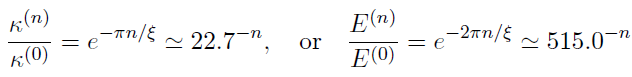 κ⁽ⁿ⁾/κ⁽⁰⁾ = e^{−πn/ξ} ≃ 22.7⁻ⁿ, or E⁽ⁿ⁾/E⁽⁰⁾ = e^{−2πn/ξ} ≃ 515.0⁻ⁿ